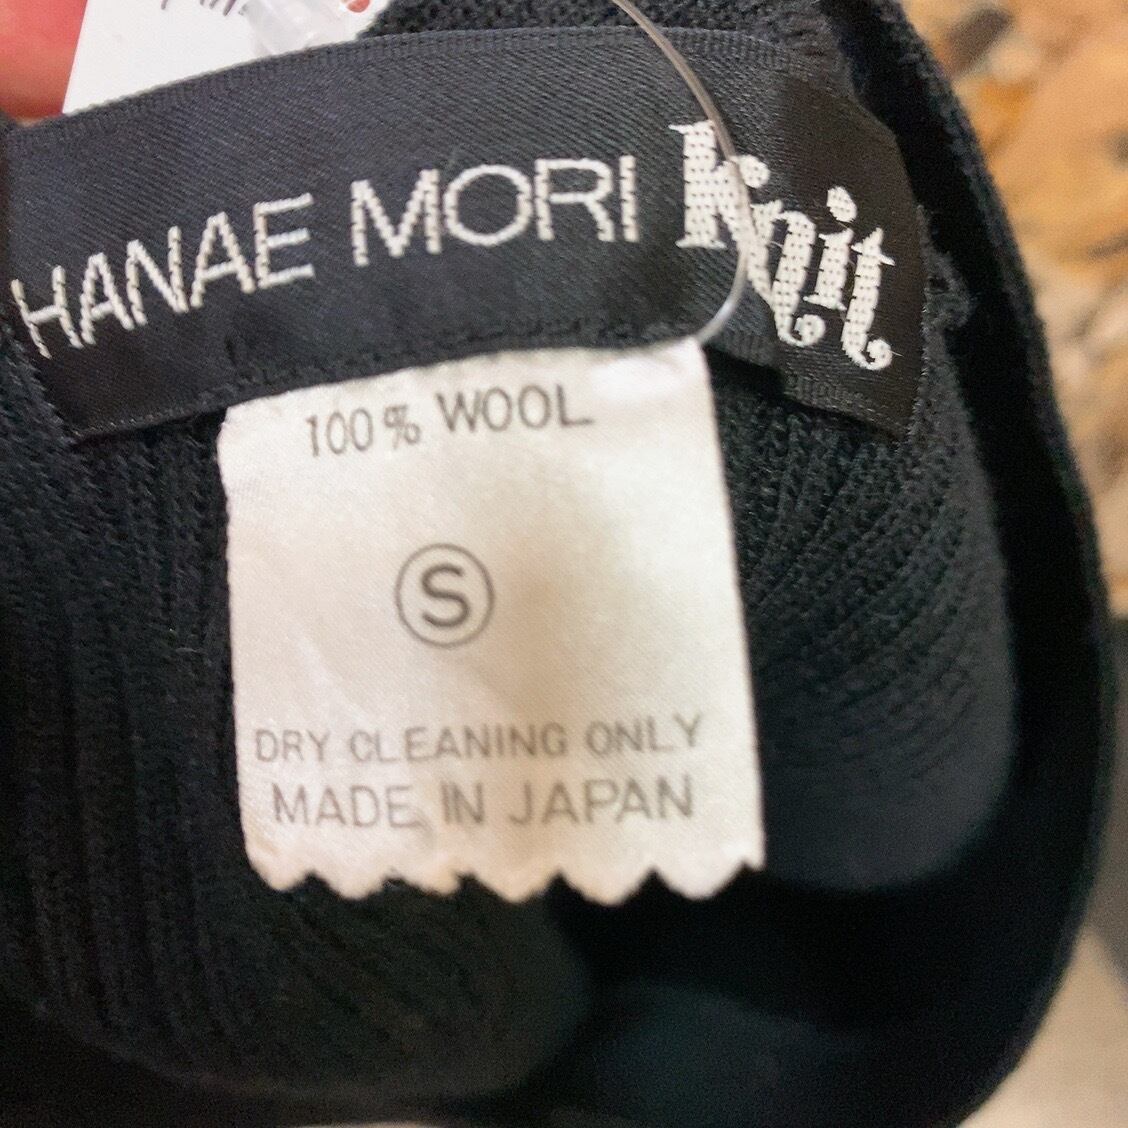 HANAE MORI Knit
100% WOOL
S
DRY CLEANING ONLY
MADE IN JAPAN